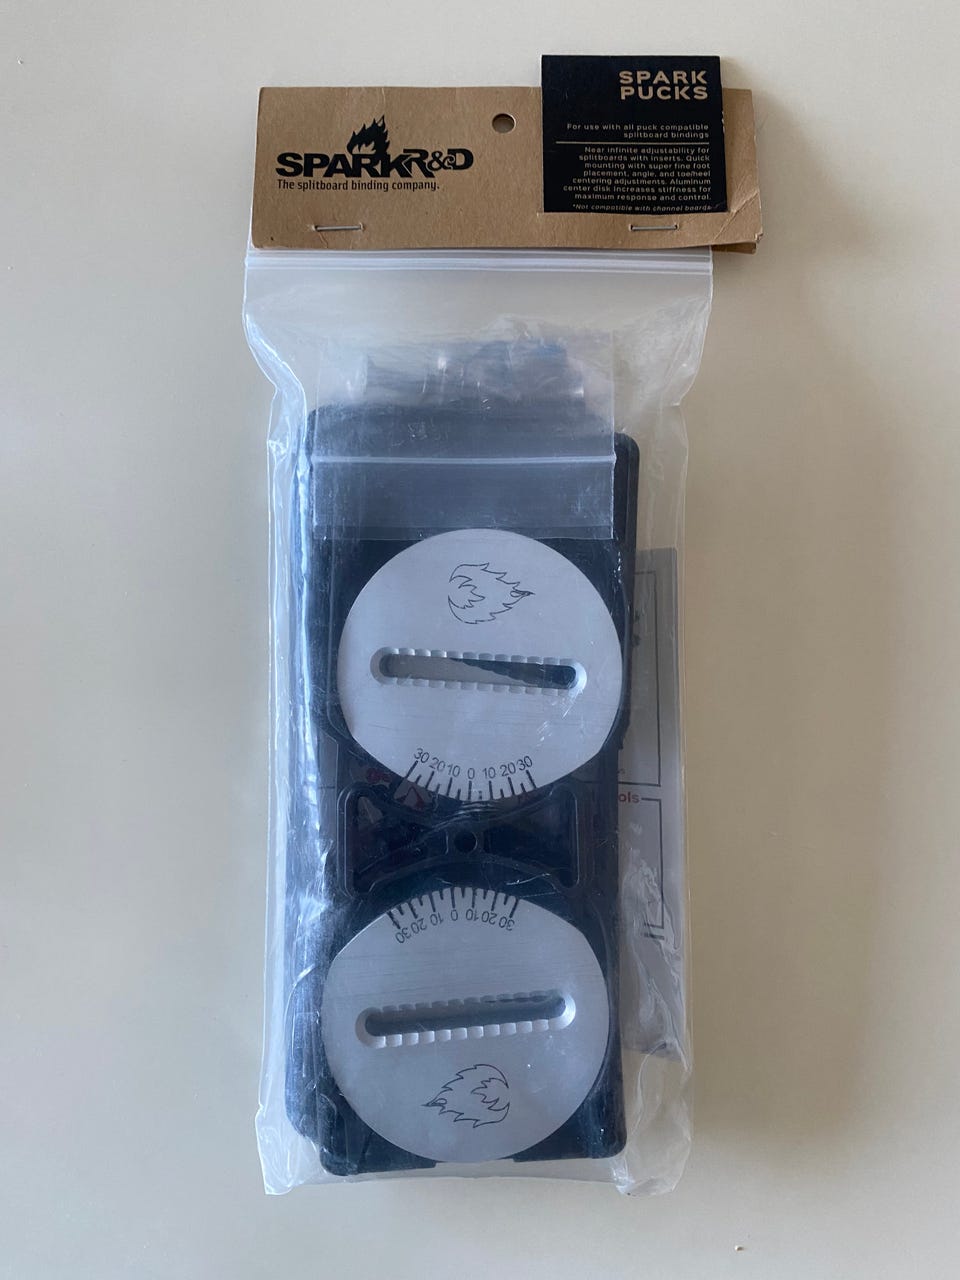 SPARK R&D
The splitboard binding company.
SPARK
PUCKS
For use with all puck compatible
splitboard bindings
Near infinite adjustability for
splitboards with inserts. Quick
mounting with super fine foot
placement, angle, and toe/heel
centering adjustments. Aluminum
center disk increases stiffness for
maximum response and control.
*Not compatible with channel boards
30 20 10 0 10 20 30
ols
30 20 10 0 10 20 30